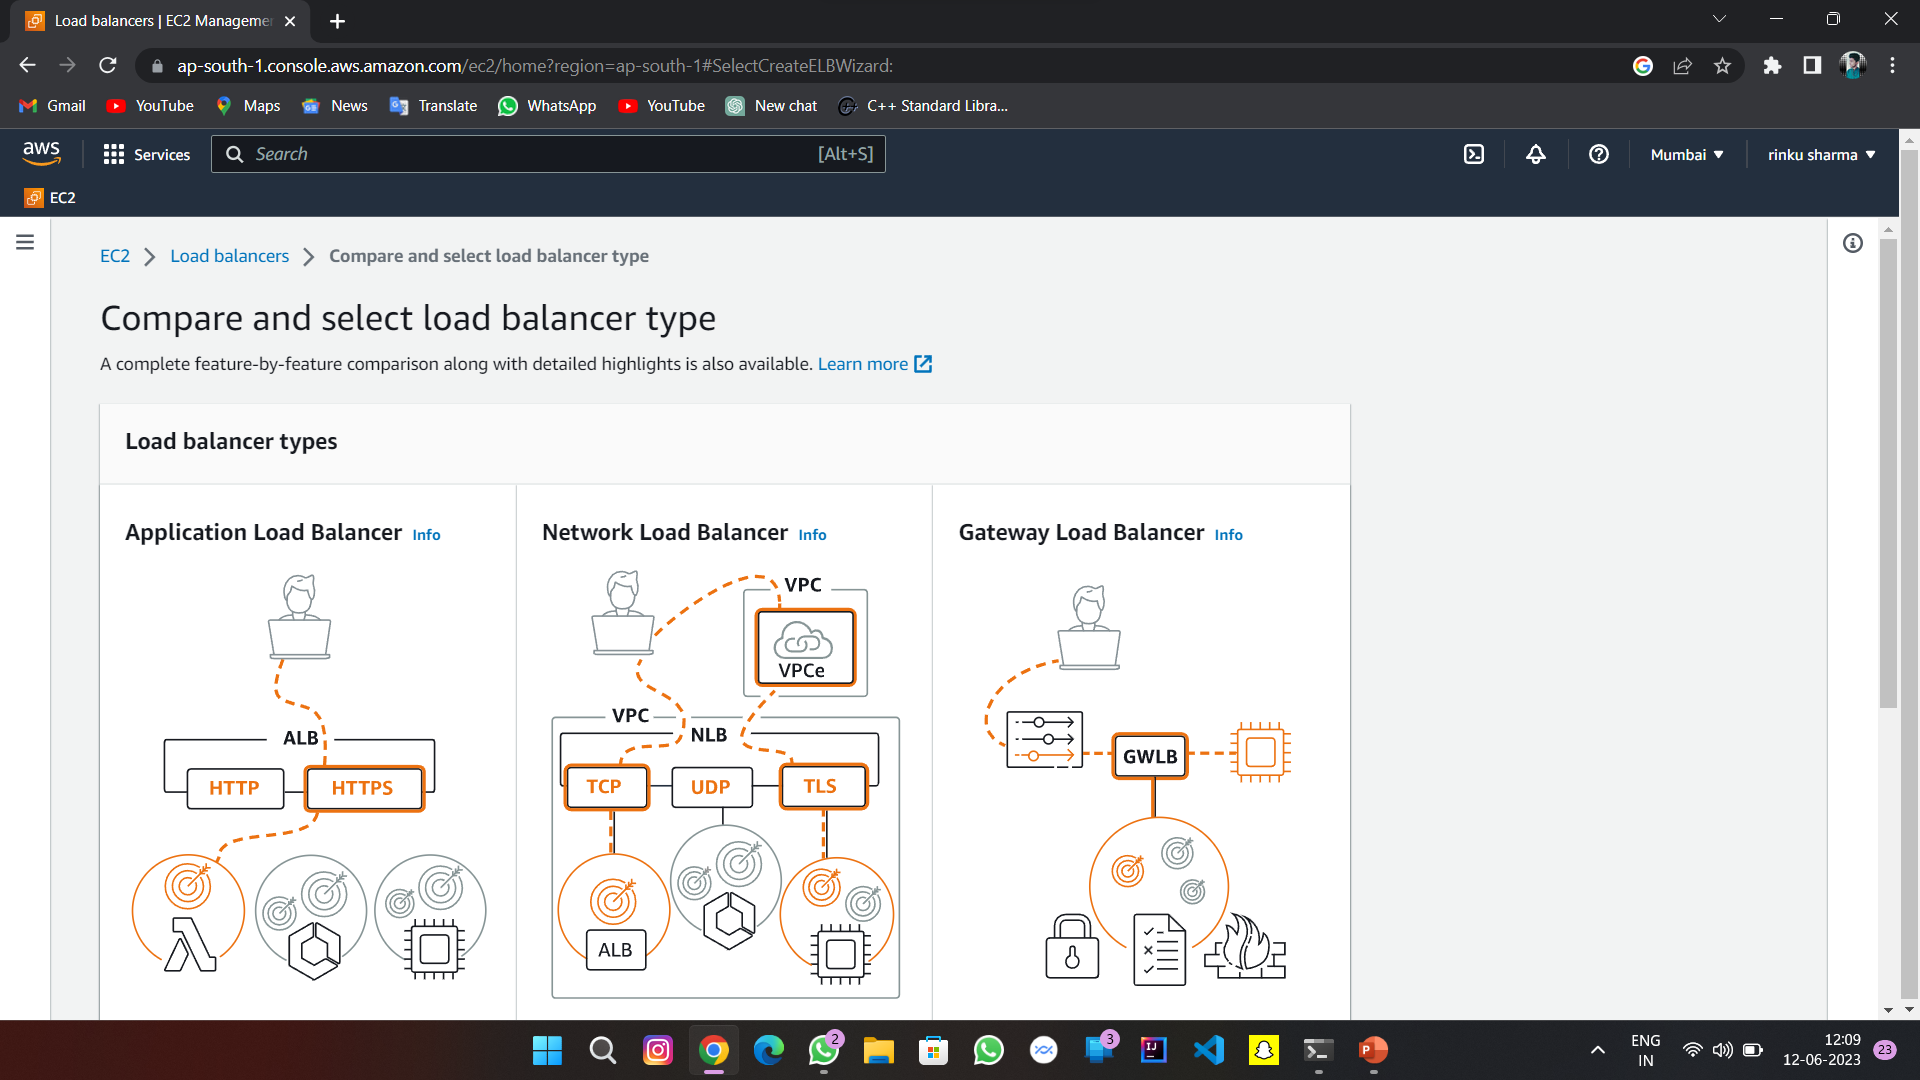 Load balancers | EC2 Manageme
ap-south-1.console.aws.amazon.com/ec2/home?region=ap-south-1#SelectCreateELBWizard:
Gmail YouTube Maps News Translate WhatsApp YouTube New chat C++ Standard Libra...
aws Services Search [Alt+S] Mumbai rinku sharma
EC2
EC2 Load balancers Compare and select load balancer type
Compare and select load balancer type
A complete feature-by-feature comparison along with detailed highlights is also available. Learn more
Load balancer types
Application Load Balancer Info
ALB
HTTP HTTPS
Network Load Balancer Info
VPC
VPCe
VPC
NLB
TCP UDP TLS
ALB
Gateway Load Balancer Info
GWLB
2
3
IJ
P
ENG
IN
12:09
12-06-2023
23